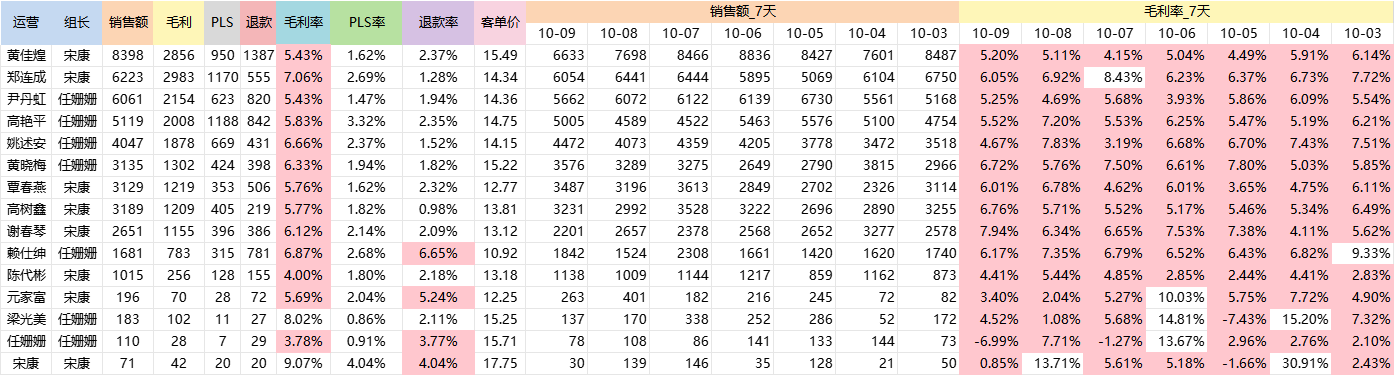 运营 组长 销售额 毛利 PLS 退款 毛利率 PLS率 退款率 客单价 销售额_7天 毛利率_7天
10-09 10-08 10-07 10-06 10-05 10-04 10-03 10-09 10-08 10-07 10-06 10-05 10-04 10-03
黄佳煌 宋康 8398 2856 950 1387 5.43% 1.62% 2.37% 15.49 6633 7698 8466 8836 8427 7601 8487 5.20% 5.11% 4.15% 5.04% 4.49% 5.91% 6.14%
郑连成 宋康 6223 2983 1170 555 7.06% 2.69% 1.28% 14.34 6054 6441 6444 5895 5069 6104 6750 6.05% 6.92% 8.43% 6.23% 6.37% 6.73% 7.72%
尹丹虹 任姗姗 6061 2154 623 820 5.43% 1.47% 1.94% 14.36 5662 6072 6122 6139 6730 5561 5168 5.25% 4.69% 5.68% 3.93% 5.86% 6.09% 5.54%
高艳平 任姗姗 5119 2008 1188 842 5.83% 3.32% 2.35% 14.75 5005 4589 4522 5463 5576 5100 4754 5.52% 7.20% 5.53% 6.25% 5.47% 5.19% 6.21%
姚述安 任姗姗 4047 1878 669 431 6.66% 2.37% 1.52% 14.15 4472 4073 4359 4205 3778 3472 3518 4.67% 7.83% 3.19% 6.68% 6.70% 7.43% 7.51%
黄晓梅 任姗姗 3135 1302 424 398 6.33% 1.94% 1.82% 15.22 3576 3289 3275 2649 2790 3815 2966 6.72% 5.76% 7.50% 6.61% 7.80% 5.03% 5.85%
覃春燕 宋康 3129 1219 353 506 5.76% 1.62% 2.32% 12.77 3487 3196 3613 2849 2702 2326 3114 6.01% 6.78% 4.62% 6.01% 3.65% 4.75% 6.11%
高树鑫 宋康 3189 1209 405 219 5.77% 1.82% 0.98% 13.81 3231 2992 3528 3222 2696 2890 3255 6.76% 5.71% 5.52% 5.17% 5.46% 5.34% 6.49%
谢春琴 宋康 2651 1155 396 386 6.12% 2.14% 2.09% 13.12 2201 2657 2378 2568 2652 3277 2578 7.94% 6.34% 6.65% 7.53% 7.38% 4.11% 5.62%
赖仕绅 任姗姗 1681 783 315 781 6.87% 2.68% 6.65% 10.92 1842 1524 2308 1661 1420 1620 1740 6.17% 7.35% 6.79% 6.52% 6.43% 6.82% 9.33%
陈代彬 宋康 1015 256 128 155 4.00% 1.80% 2.18% 13.18 1138 1009 1144 1217 859 1162 873 4.41% 5.44% 4.85% 2.85% 2.44% 4.41% 2.83%
元家富 宋康 196 70 28 72 5.69% 2.04% 5.24% 12.25 263 401 182 216 245 72 82 3.40% 2.04% 5.27% 10.03% 5.75% 7.72% 4.90%
梁光美 任姗姗 183 102 11 27 8.02% 0.86% 2.11% 15.25 137 170 338 252 286 52 172 4.52% 1.08% 5.68% 14.81% -7.43% 15.20% 7.32%
任姗姗 任姗姗 110 28 7 29 3.78% 0.91% 3.77% 15.71 78 108 86 141 133 144 73 -6.99% 7.71% -1.27% 13.67% 2.96% 2.76% 2.10%
宋康 宋康 71 42 20 20 9.07% 4.04% 4.04% 17.75 30 139 146 35 128 21 50 0.85% 13.71% 5.61% 5.18% -1.66% 30.91% 2.43%